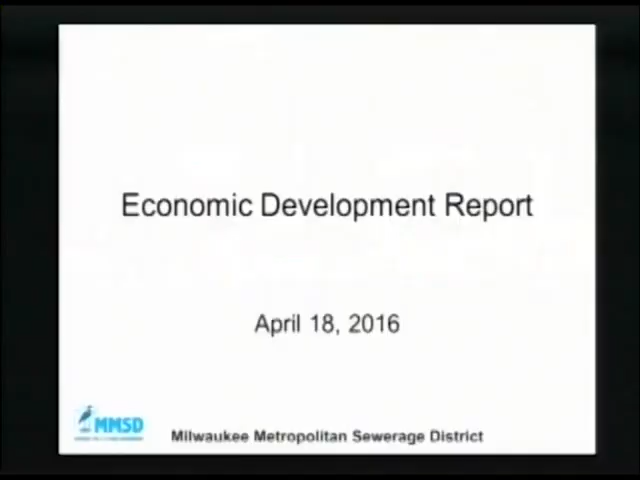 Economic Development Report
April 18, 2016
MMSD
Milwaukee Metropolitan Sewerage District